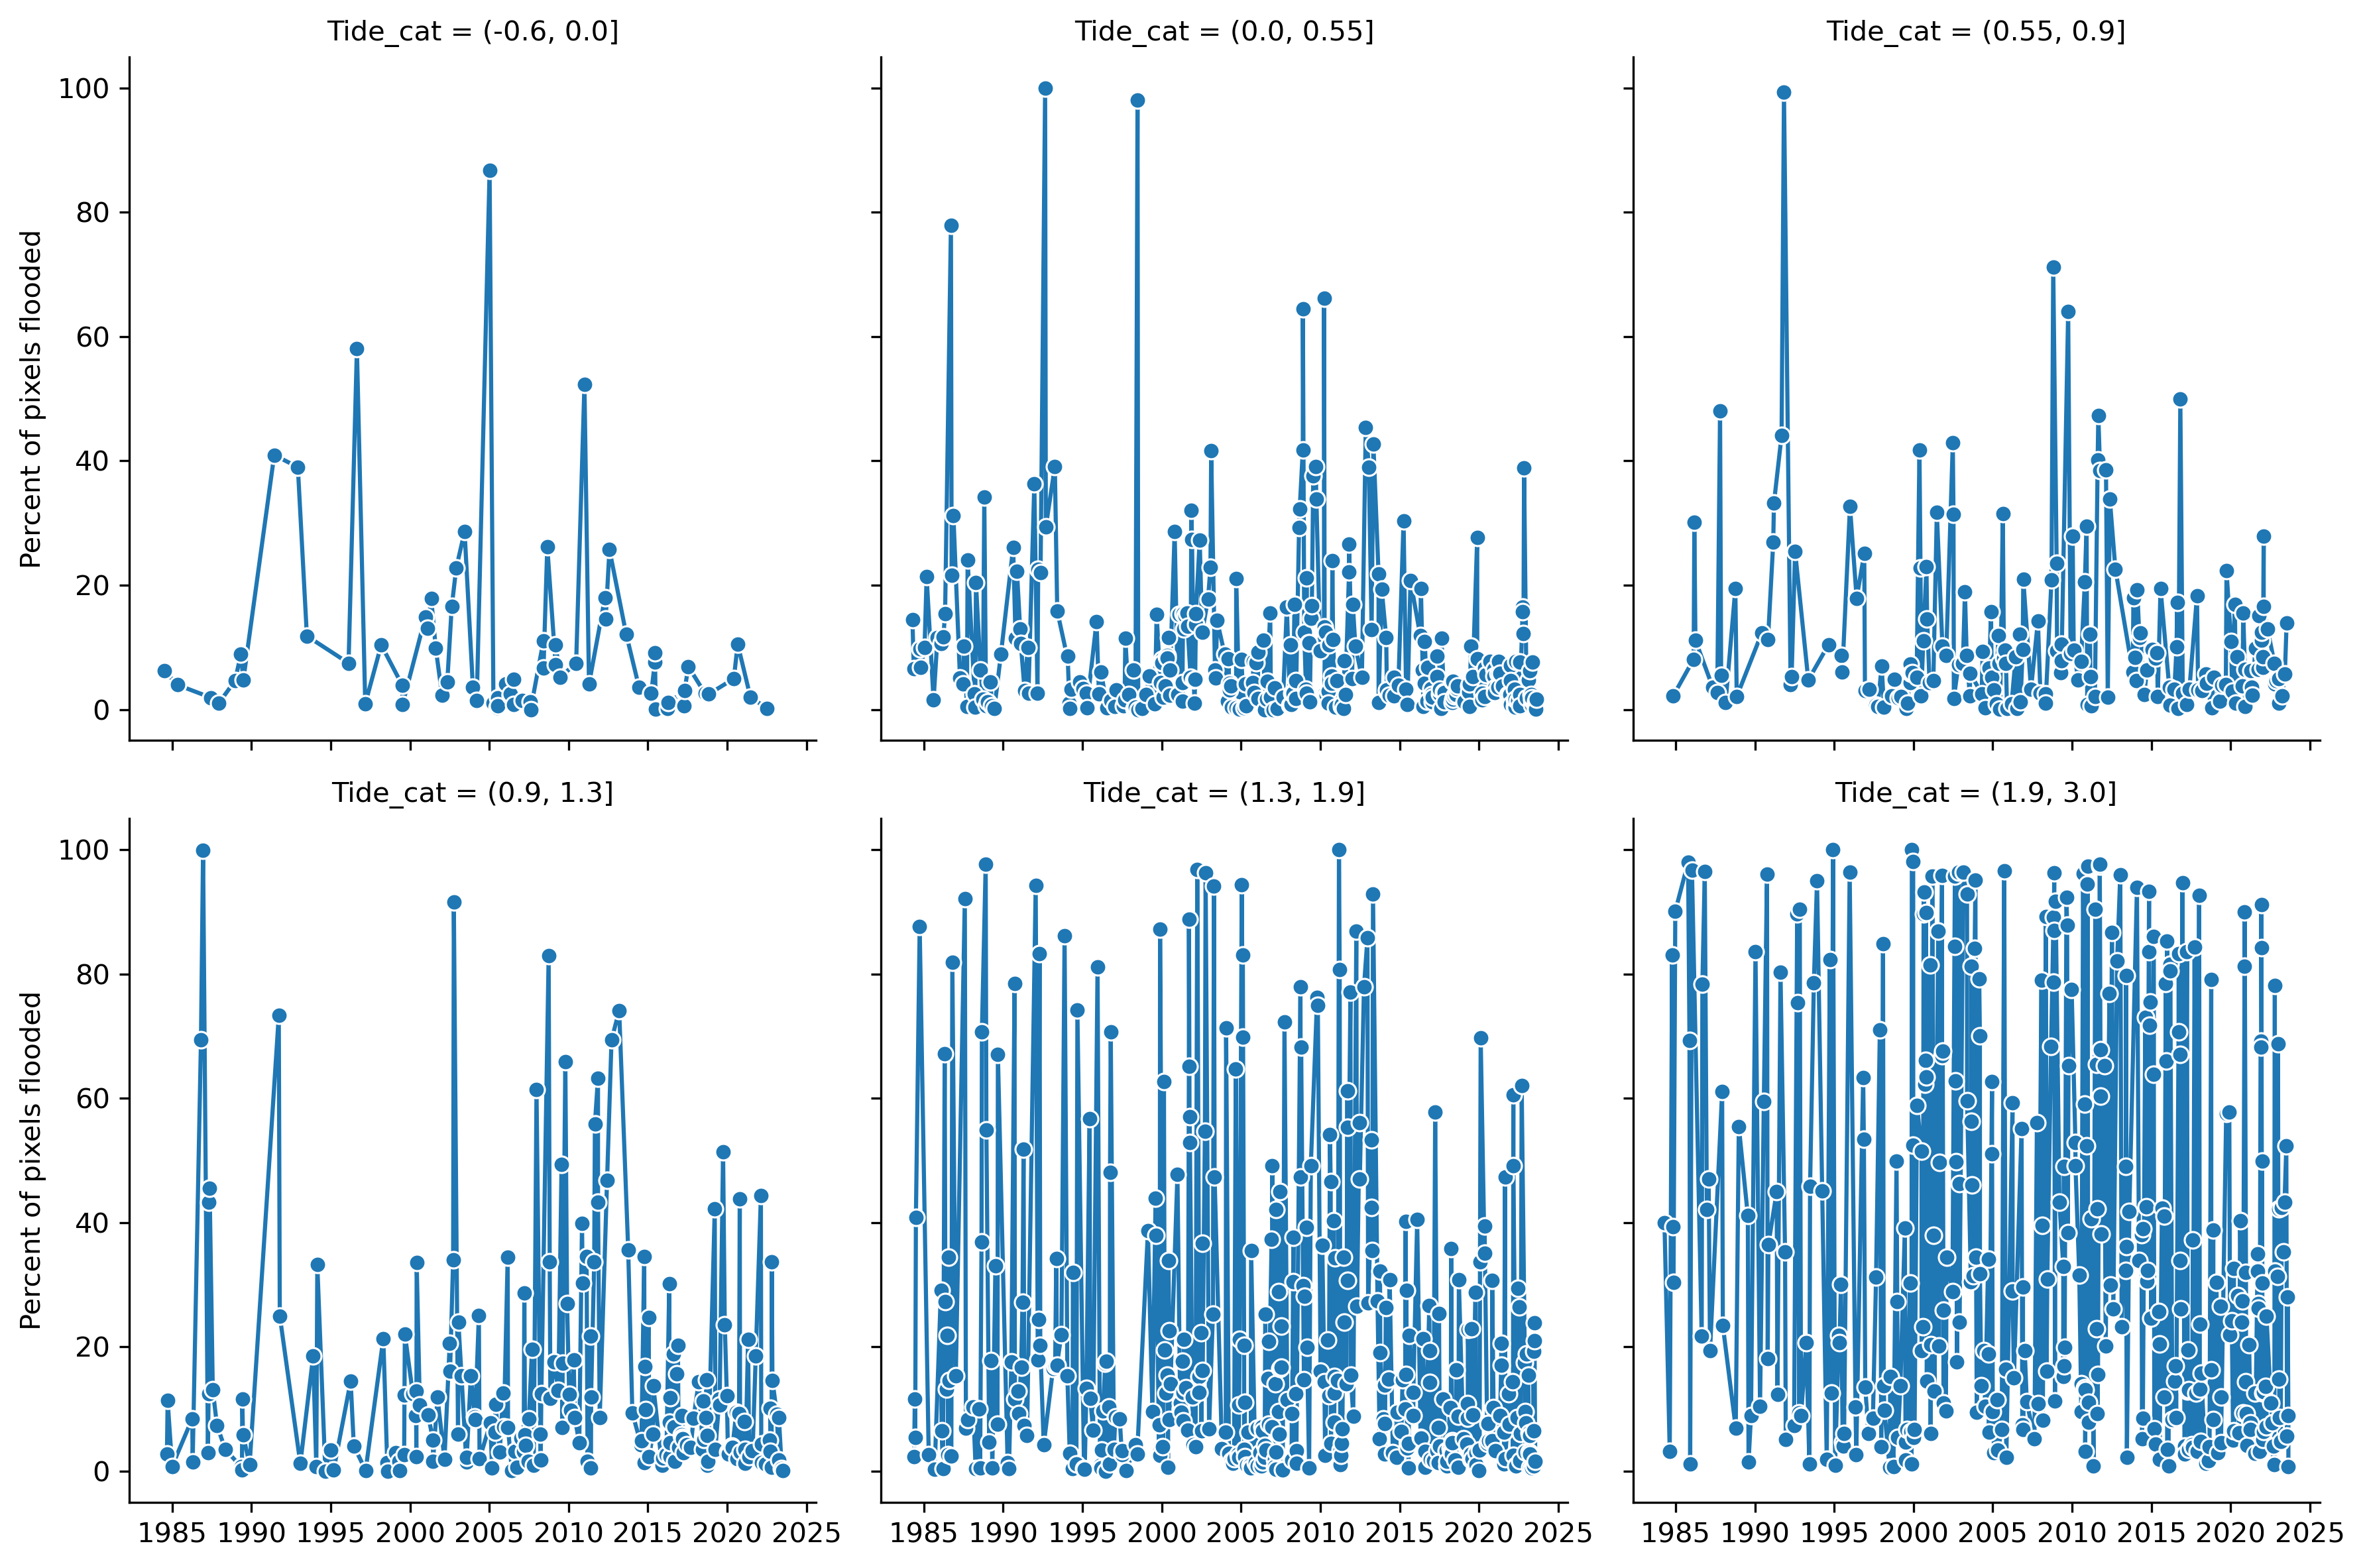 Tide_cat = (-0.6, 0.0]
Tide_cat = (0.0, 0.55]
Tide_cat = (0.55, 0.9]
100
80
60
40
20
0
Percent of pixels flooded
Tide_cat = (0.9, 1.3]
Tide_cat = (1.3, 1.9]
Tide_cat = (1.9, 3.0]
100
80
60
40
20
0
Percent of pixels flooded
1985 1990 1995 2000 2005 2010 2015 2020 2025
1985 1990 1995 2000 2005 2010 2015 2020 2025
1985 1990 1995 2000 2005 2010 2015 2020 2025